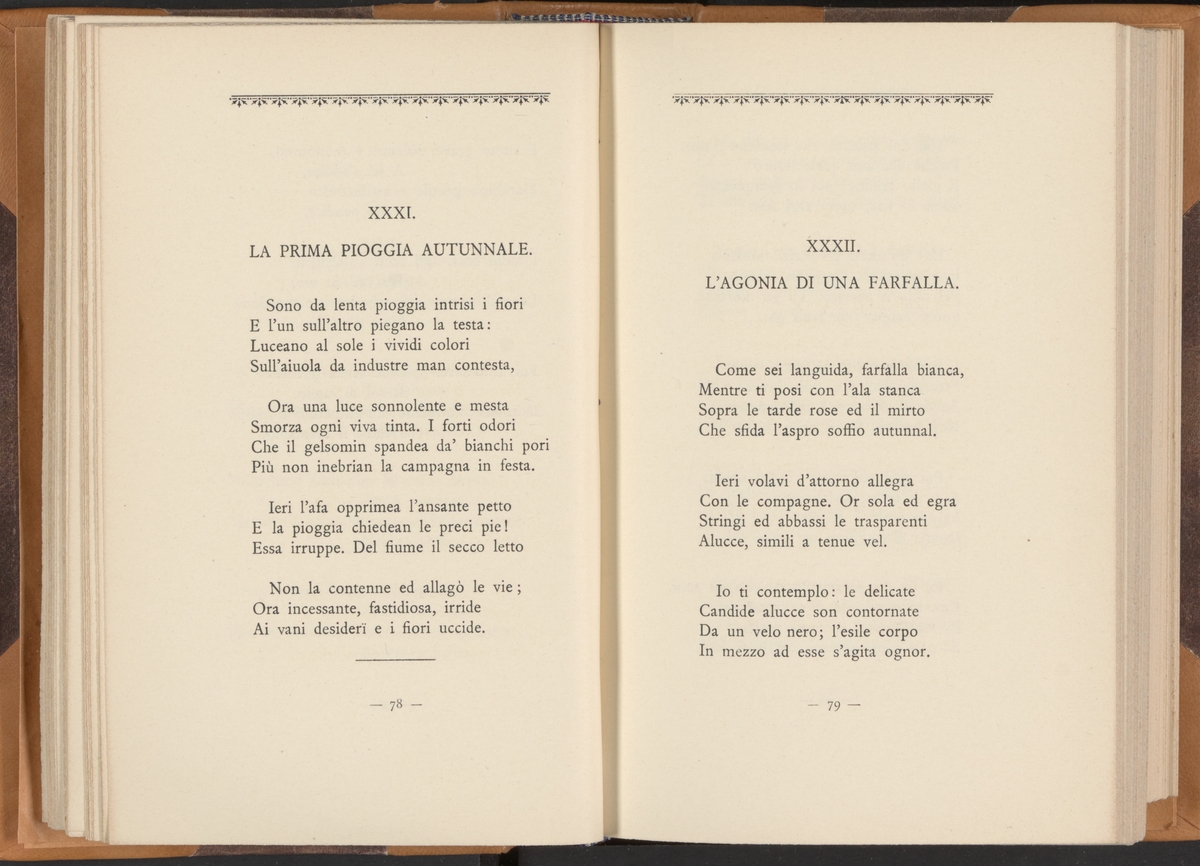 XXXI.
LA PRIMA PIOGGIA AUTUNNALE.
Sono da lenta pioggia intrisi i fiori
E l'un sull'altro piegano la testa:
Luceano al sole i vividi colori
Sull'aiuola da industre man contesta,
Ora una luce sonnolente e mesta
Smorza ogni viva tinta. I forti odori
Che il gelsomin spandea da' bianchi pori
Più non inebrian la campagna in festa.
Ieri l'afa opprimea l'ansante petto
E la pioggia chiedean le preci pie!
Essa irruppe. Del fiume il secco letto
Non la contenne ed allagò le vie;
Ora incessante, fastidiosa, irride
Ai vani desiderï e i fiori uccide.
— 78 —
XXXII.
L'AGONIA DI UNA FARFALLA.
Come sei languida, farfalla bianca,
Mentre ti posi con l'ala stanca
Sopra le tarde rose ed il mirto
Che sfida l'aspro soffio autunnal.
Ieri volavi d'attorno allegra
Con le compagne. Or sola ed egra
Stringi ed abbassi le trasparenti
Alucce, simili a tenue vel.
Io ti contemplo: le delicate
Candide alucce son contornate
Da un velo nero; l'esile corpo
In mezzo ad esse s'agita ognor.
— 79 —